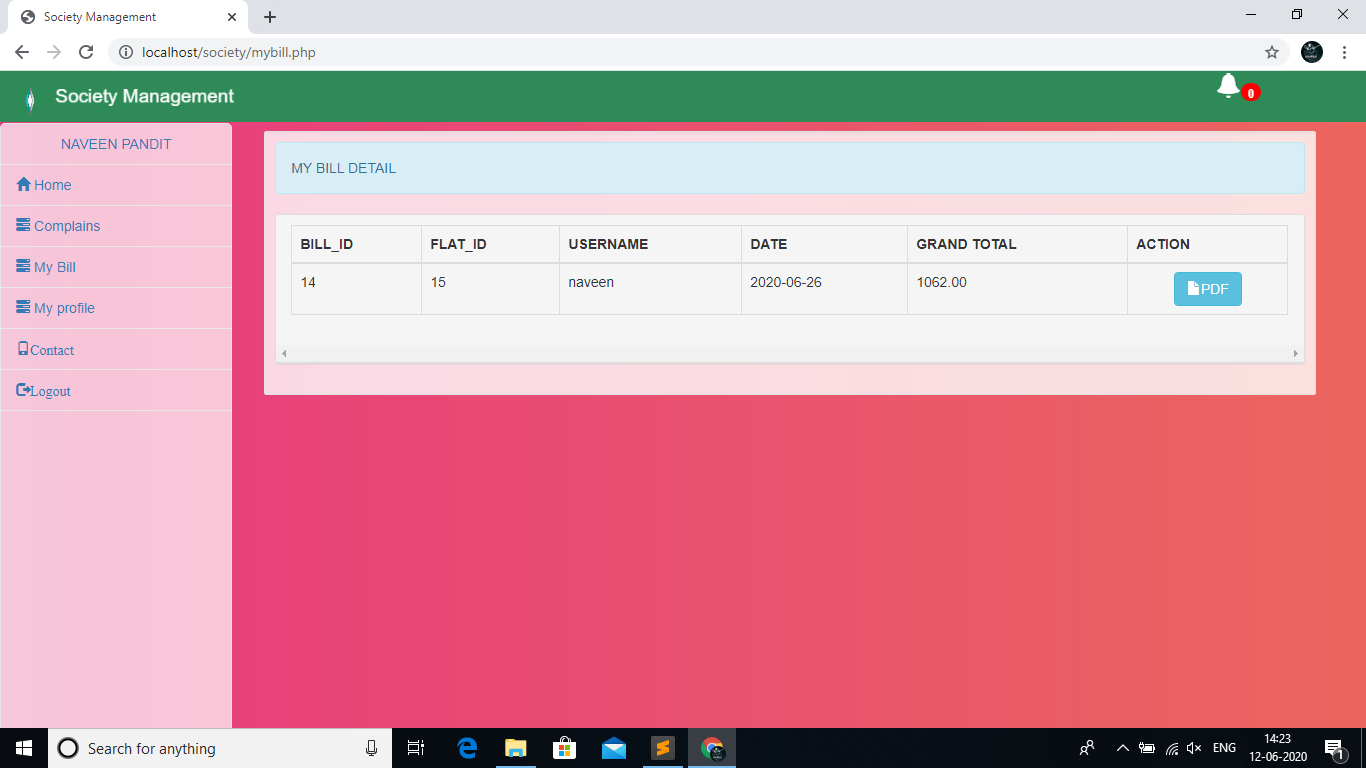 Society Management
localhost/society/mybill.php
Society Management
0
NAVEEN PANDIT
Home
Complains
My Bill
My profile
Contact
Logout
MY BILL DETAIL
BILL_ID FLAT_ID USERNAME DATE GRAND TOTAL ACTION
14 15 naveen 2020-06-26 1062.00 PDF
Search for anything
ENG
14:23
12-06-2020
1